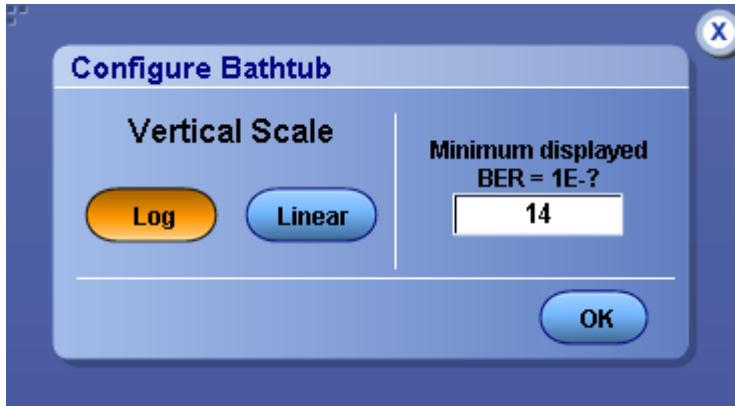 X
Configure Bathtub
Vertical Scale
Log
Linear
Minimum displayed
BER = 1E-?
14
OK